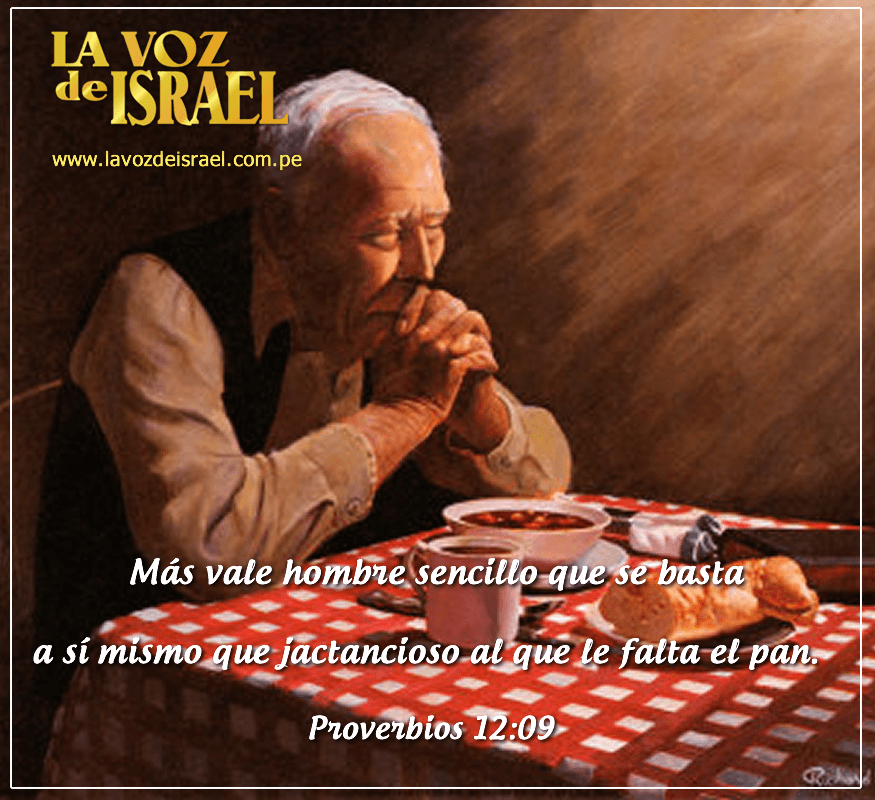 LA VOZ
de ISRAEL
www.lavozdeisrael.com.pe
Más vale hombre sencillo que se basta
a sí mismo que jactancioso al que le falta el pan.
Proverbios 12:09
Richard